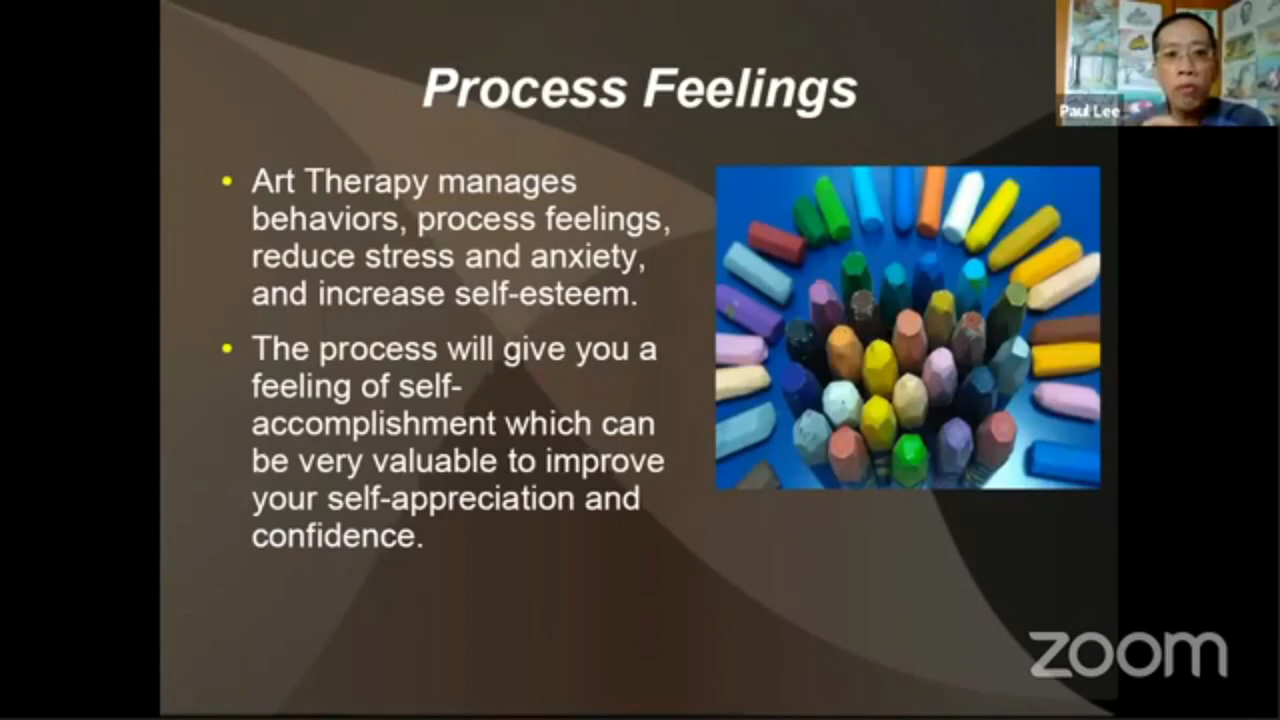 Process Feelings
Paul Lee
• Art Therapy manages
behaviors, process feelings,
reduce stress and anxiety,
and increase self-esteem.
• The process will give you a
feeling of self-
accomplishment which can
be very valuable to improve
your self-appreciation and
confidence.
zoom